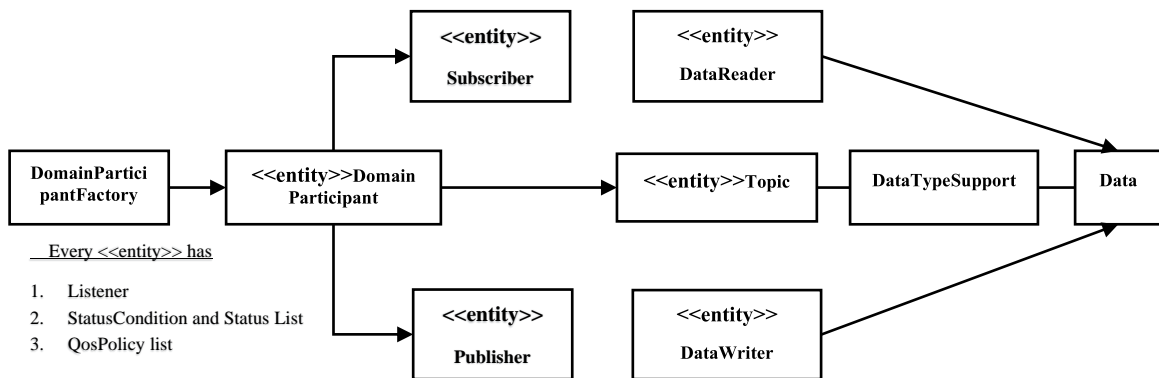 <<entity>>
Subscriber
<<entity>>
DataReader
DomainPartici
pantFactory
<<entity>>Domain
Participant
<<entity>>Topic
DataTypeSupport
Data
Every <<entity>> has
1. Listener
2. StatusCondition and Status List
3. QosPolicy list
<<entity>>
Publisher
<<entity>>
DataWriter